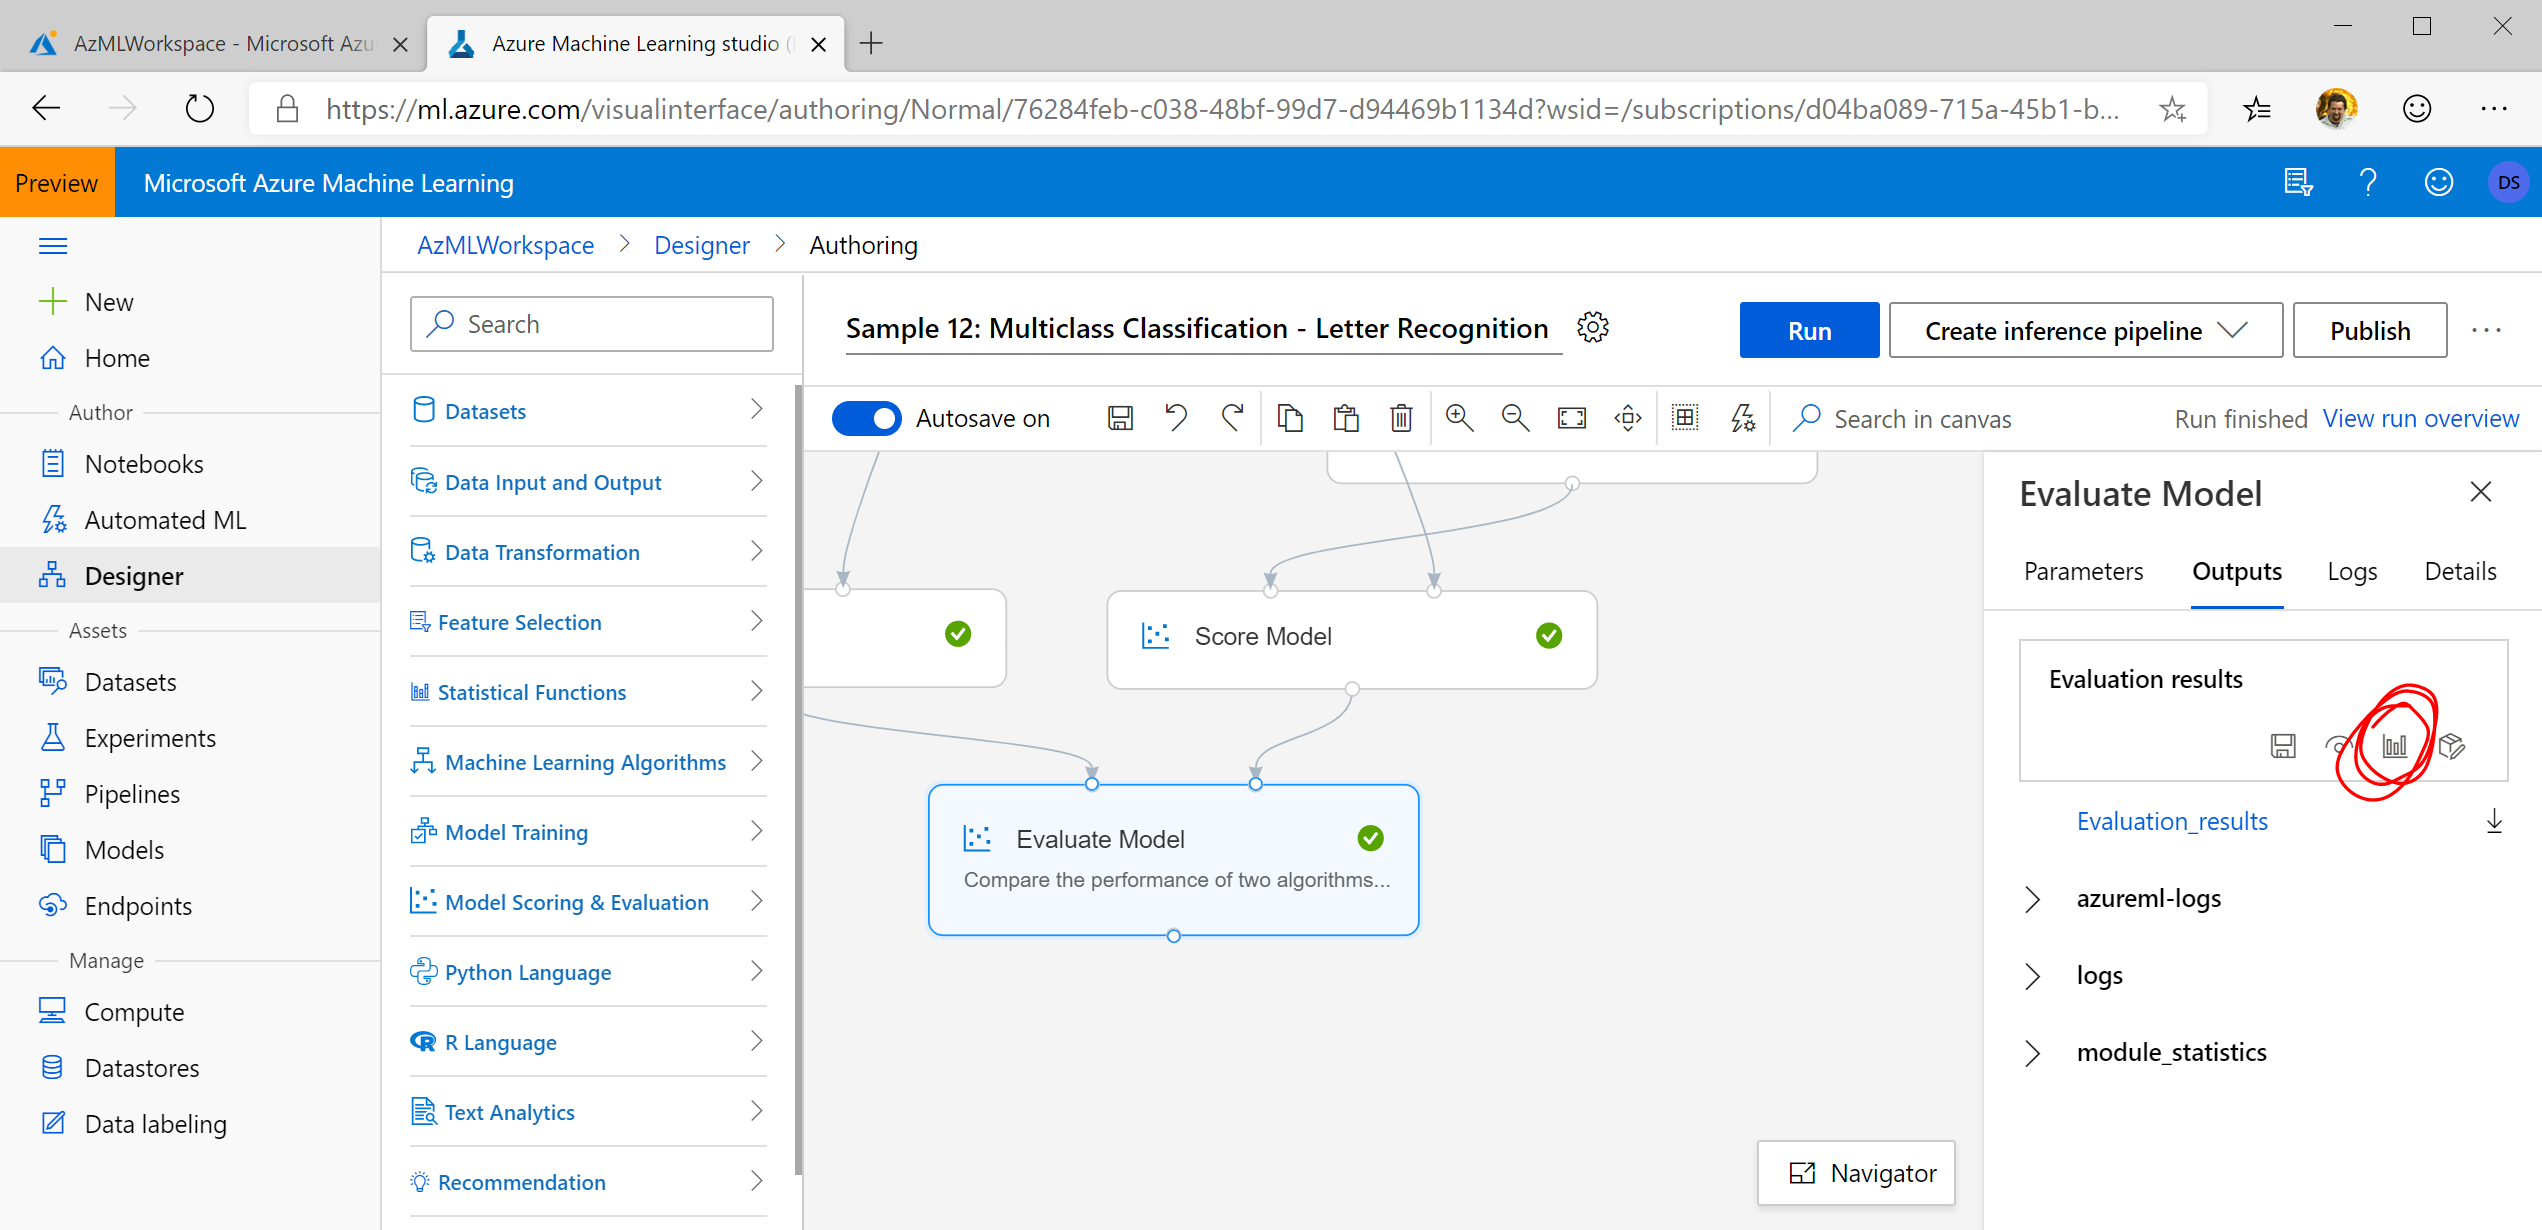 AzMLWorkspace - Microsoft Azu
Azure Machine Learning studio (
https://ml.azure.com/visualinterface/authoring/Normal/76284feb-c038-48bf-99d7-d94469b1134d?wsid=/subscriptions/d04ba089-715a-45b1-b...
Preview
Microsoft Azure Machine Learning
DS
New
Home
Author
Notebooks
Automated ML
Designer
Assets
Datasets
Experiments
Pipelines
Models
Endpoints
Manage
Compute
Datastores
Data labeling
AzMLWorkspace > Designer > Authoring
Search
Datasets
Data Input and Output
Data Transformation
Feature Selection
Statistical Functions
Machine Learning Algorithms
Model Training
Model Scoring & Evaluation
Python Language
R Language
Text Analytics
Recommendation
Sample 12: Multiclass Classification - Letter Recognition
Run
Create inference pipeline
Publish
Autosave on
Search in canvas
Run finished View run overview
Score Model
Evaluate Model
Compare the performance of two algorithms...
Navigator
Evaluate Model
Parameters Outputs Logs Details
Evaluation results
Evaluation_results
azureml-logs
logs
module_statistics